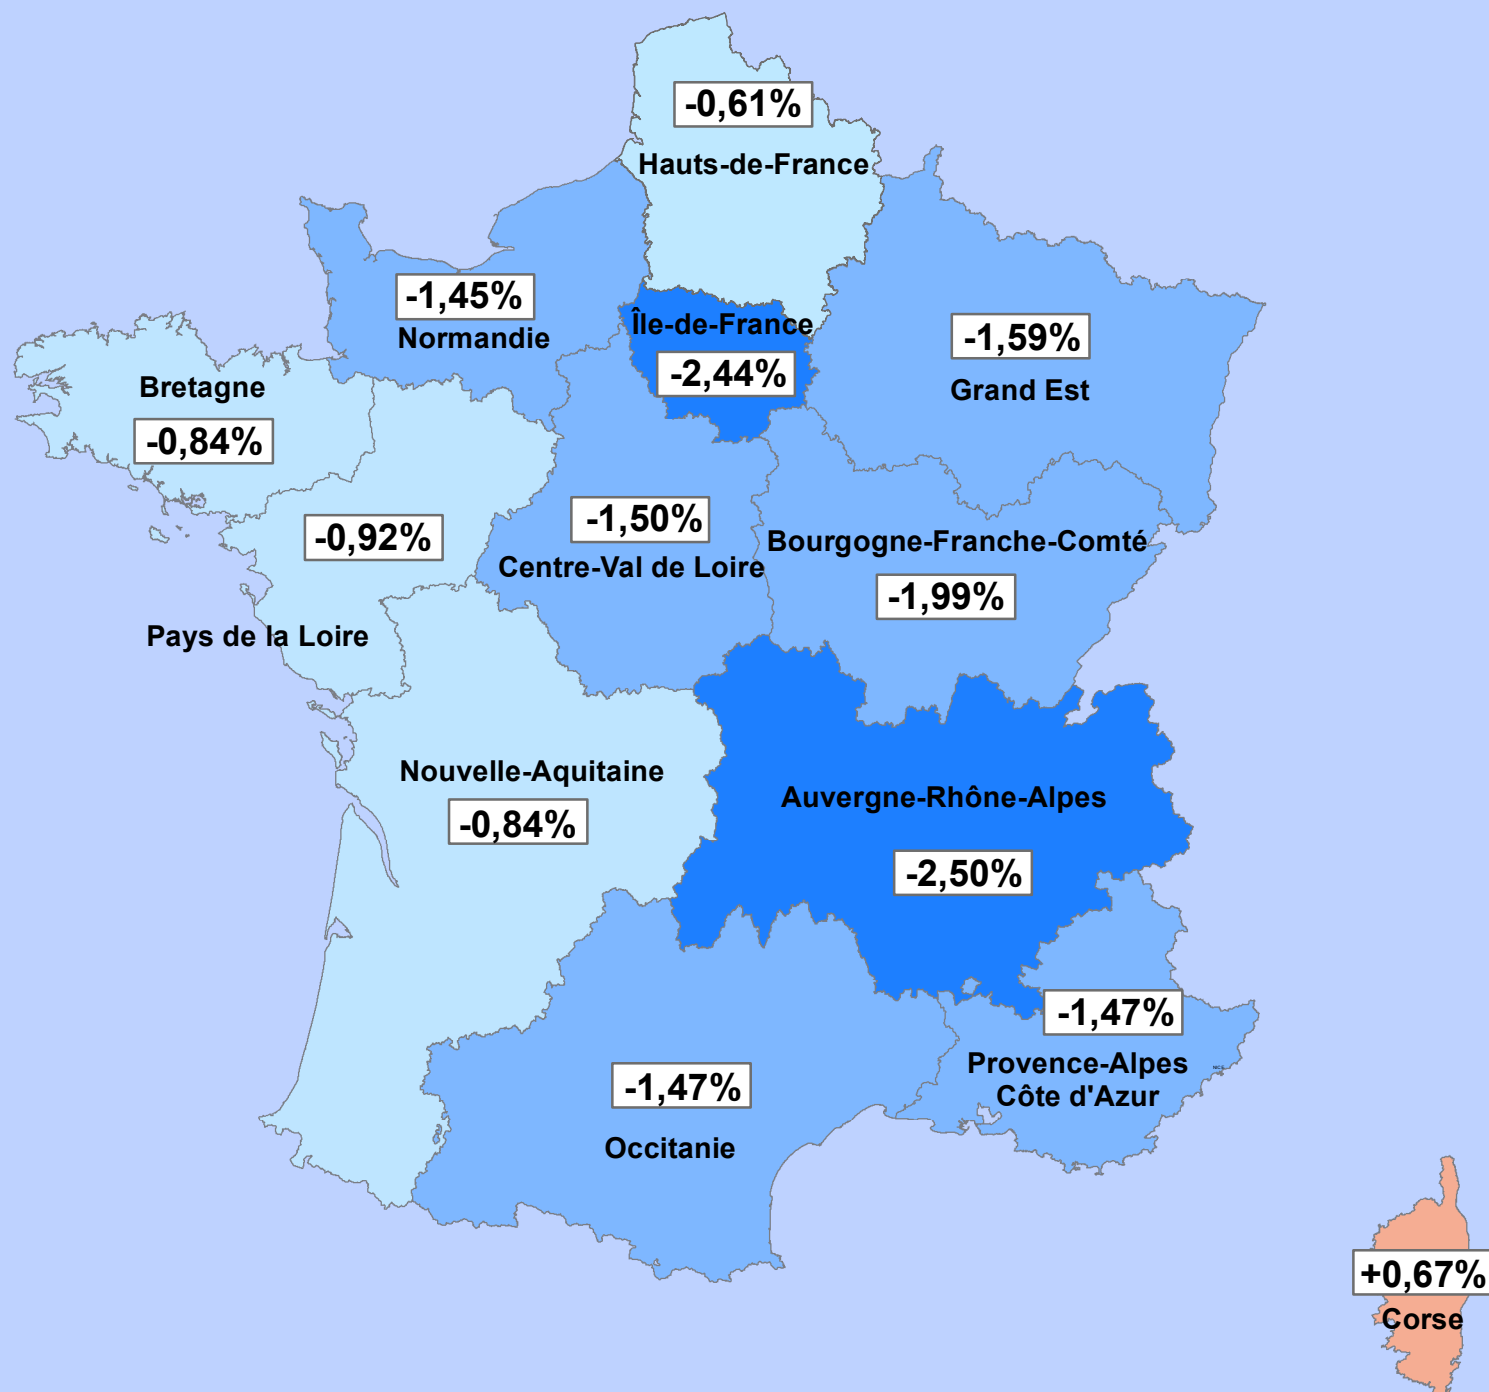 -0,61%
Hauts-de-France
-1,45%
Normandie
Île-de-France
-2,44%
-1,59%
Grand Est
Bretagne
-0,84%
-0,92%
Pays de la Loire
-1,50%
Centre-Val de Loire
Bourgogne-Franche-Comté
-1,99%
Nouvelle-Aquitaine
-0,84%
Auvergne-Rhône-Alpes
-2,50%
-1,47%
Provence-Alpes
Côte d'Azur
-1,47%
Occitanie
+0,67%
Corse